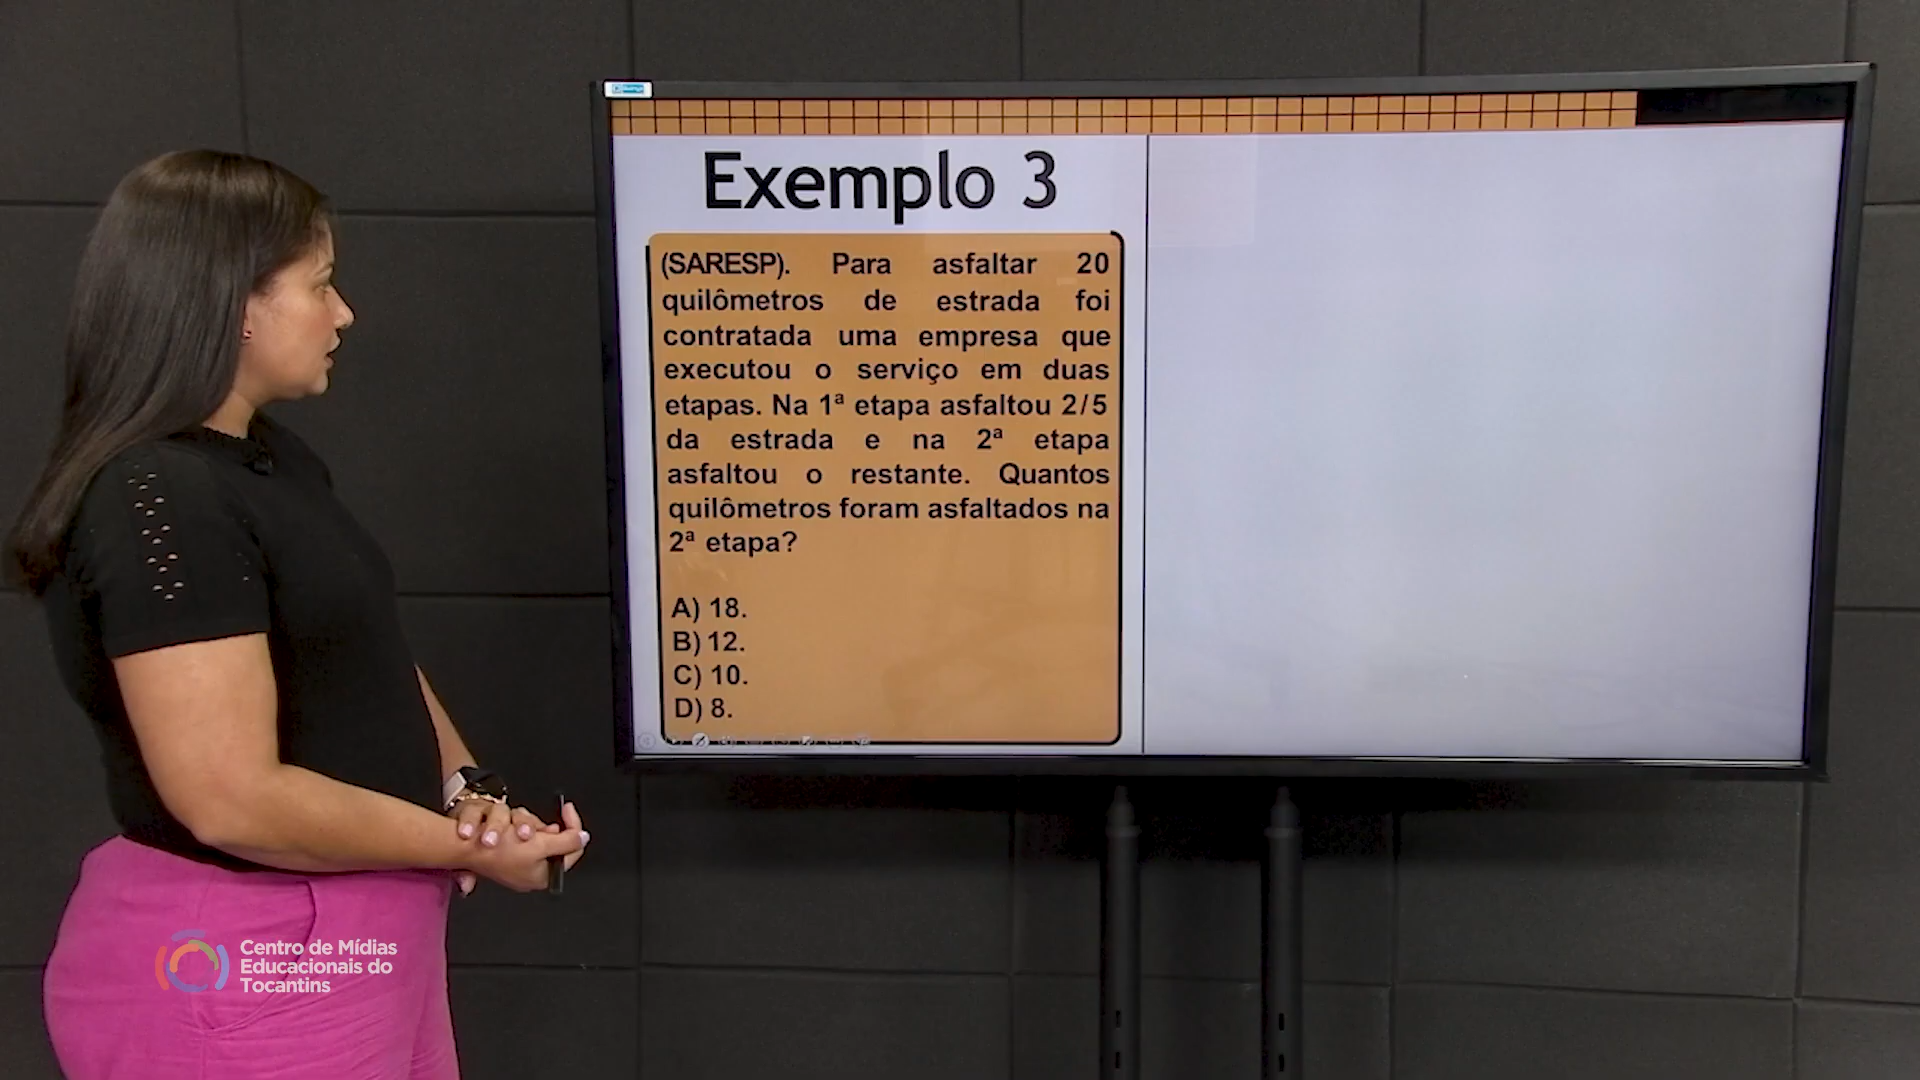 Exemplo 3
(SARESP). Para asfaltar 20
quilômetros de estrada foi
contratada uma empresa que
executou o serviço em duas
etapas. Na 1ª etapa asfaltou 2/5
da estrada e na 2ª etapa
asfaltou o restante. Quantos
quilômetros foram asfaltados na
2ª etapa?
A) 18.
B) 12.
C) 10.
D) 8.
Centro de Mídias
Educacionais do
Tocantins